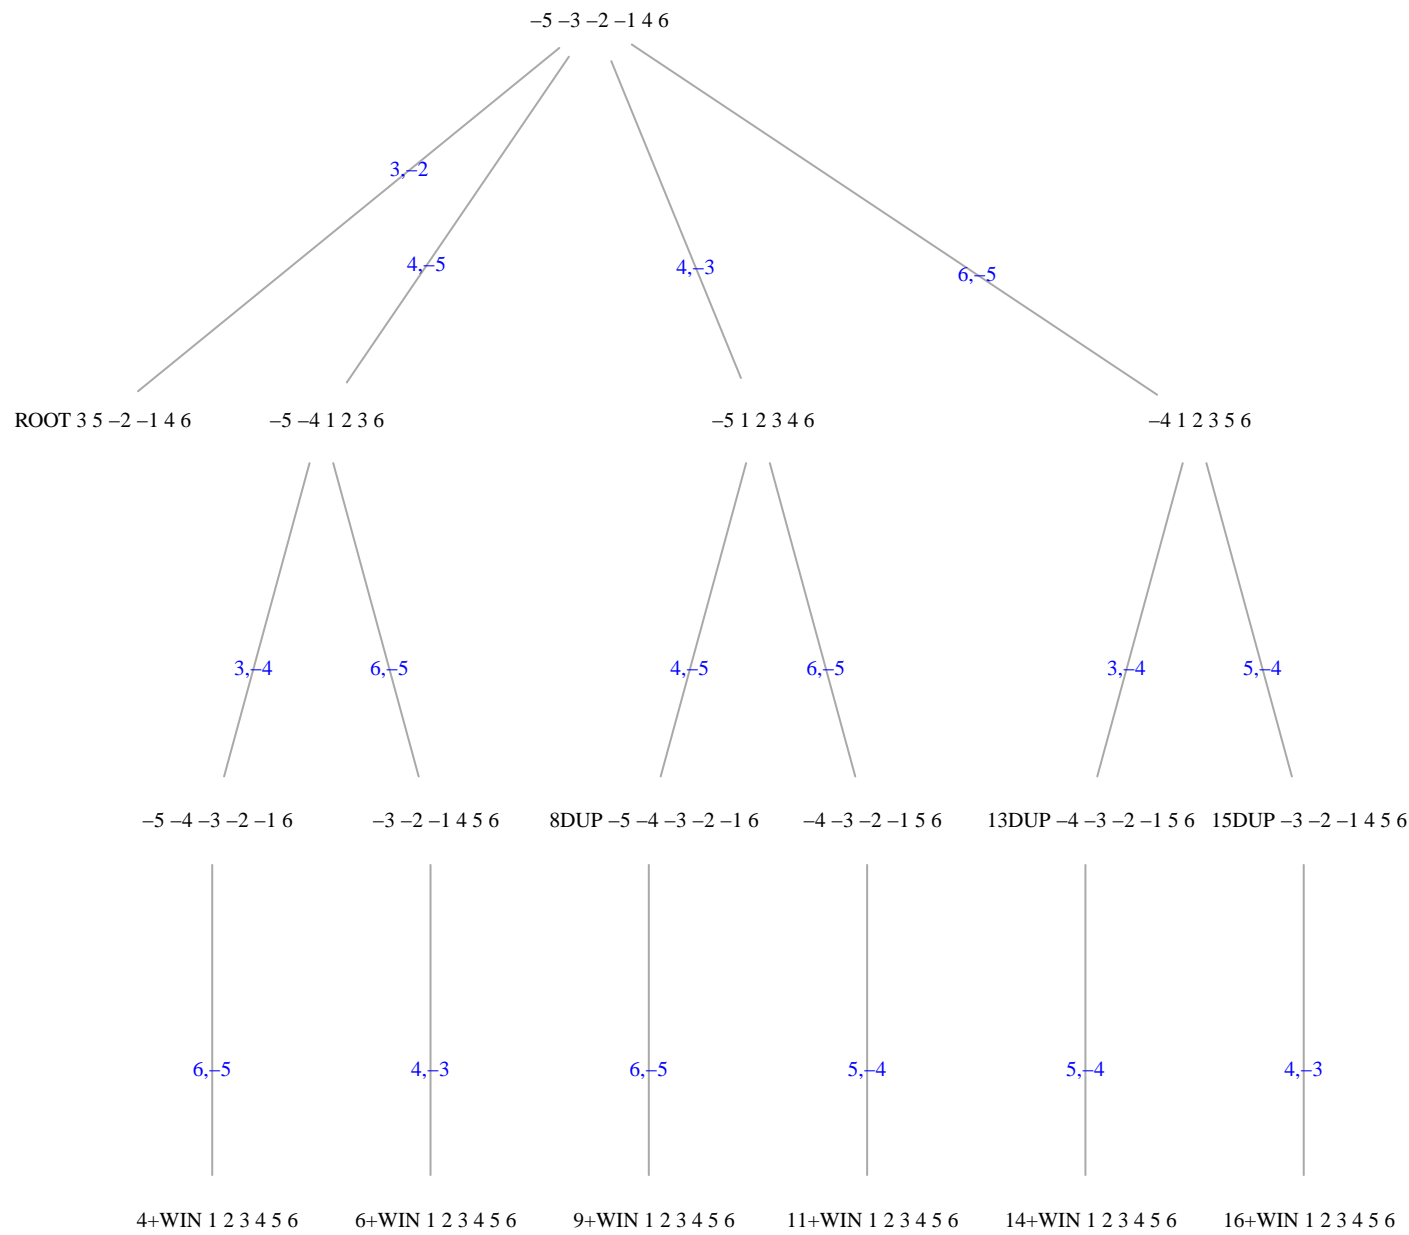 –5 –3 –2 –1 4 6
3,–2
4,–5
4,–3
6,–5
ROOT 3 5 –2 –1 4 6
–5 –4 1 2 3 6
–5 1 2 3 4 6
–4 1 2 3 5 6
3,–4
6,–5
4,–5
6,–5
3,–4
5,–4
–5 –4 –3 –2 –1 6
–3 –2 –1 4 5 6
8DUP –5 –4 –3 –2 –1 6
–4 –3 –2 –1 5 6
13DUP –4 –3 –2 –1 5 6
15DUP –3 –2 –1 4 5 6
6,–5
4,–3
6,–5
5,–4
5,–4
4,–3
4+WIN 1 2 3 4 5 6
6+WIN 1 2 3 4 5 6
9+WIN 1 2 3 4 5 6
11+WIN 1 2 3 4 5 6
14+WIN 1 2 3 4 5 6
16+WIN 1 2 3 4 5 6